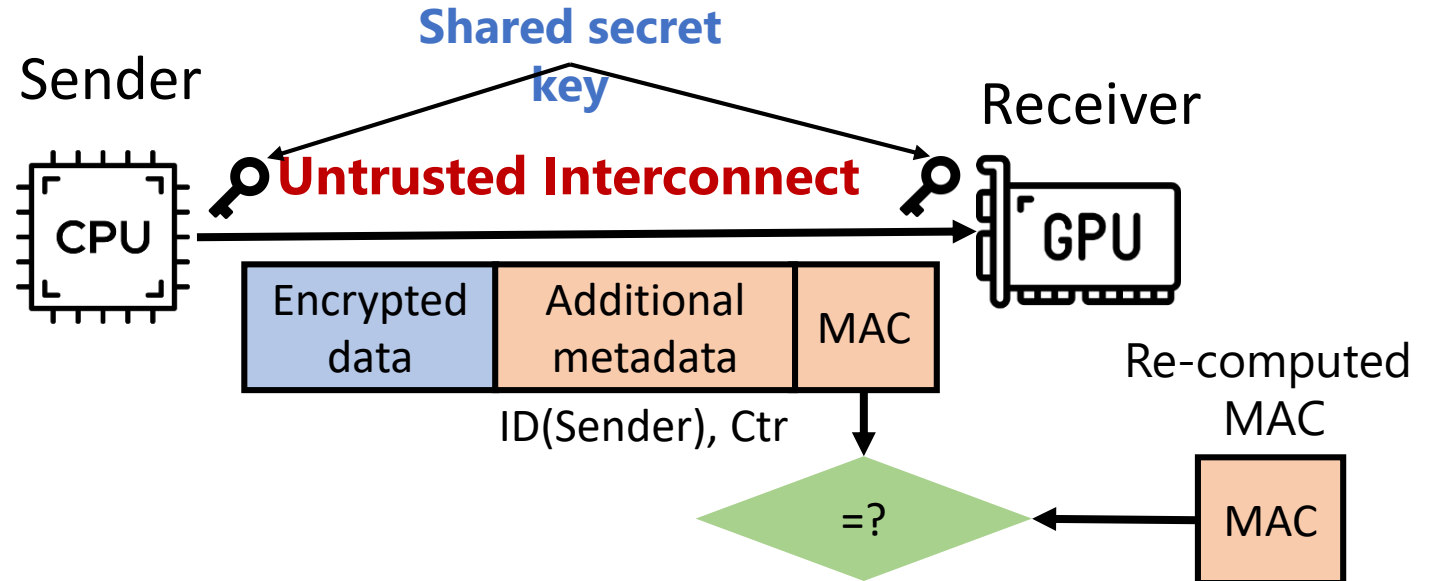 Shared secret
key
Sender
Receiver
Untrusted Interconnect
CPU
GPU
Encrypted
data
Additional
metadata
MAC
ID(Sender), Ctr
Re-computed
MAC
=?
MAC